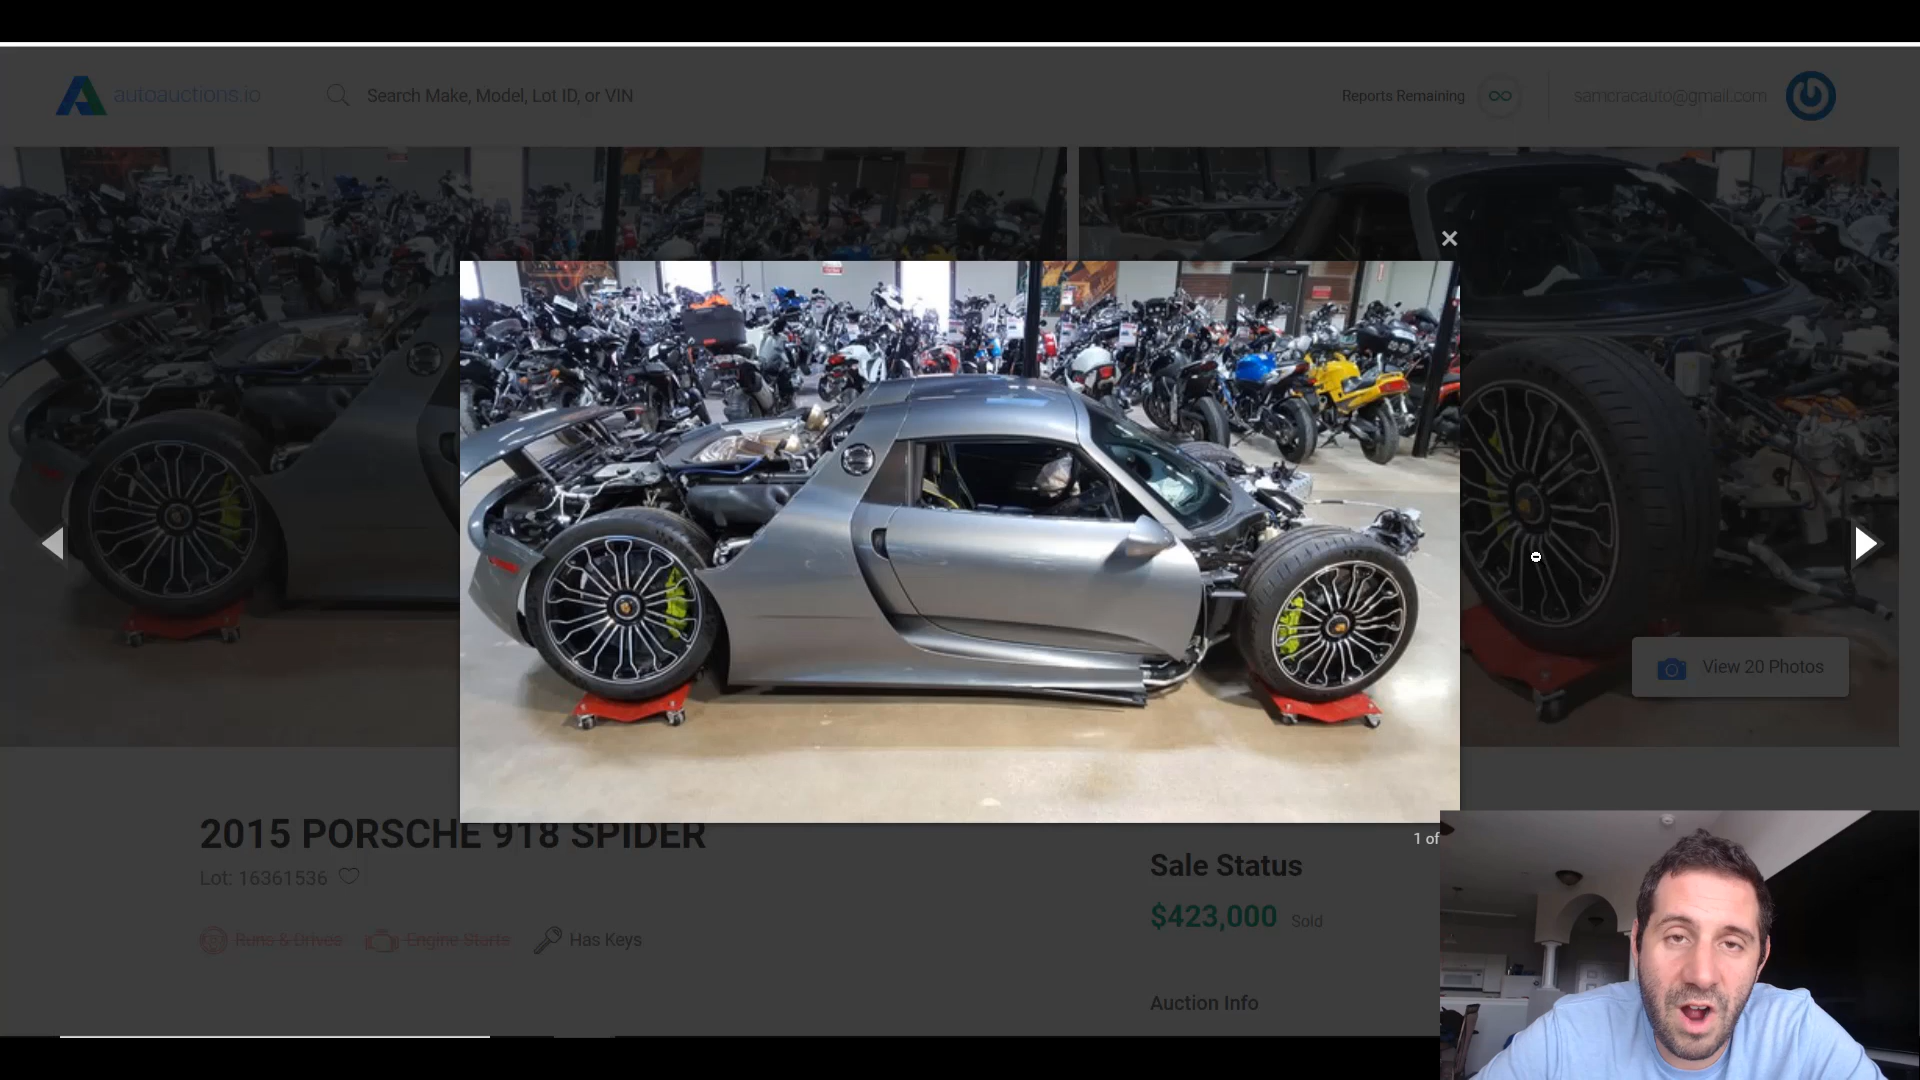 autoauctions.io
Search Make, Model, Lot ID, or VIN
Reports Remaining
samcracauto@gmail.com
View 20 Photos
1 of
2015 PORSCHE 918 SPIDER
Lot: 16361536
Runs & Drives
Engine Starts
Has Keys
Sale Status
$423,000 Sold
Auction Info